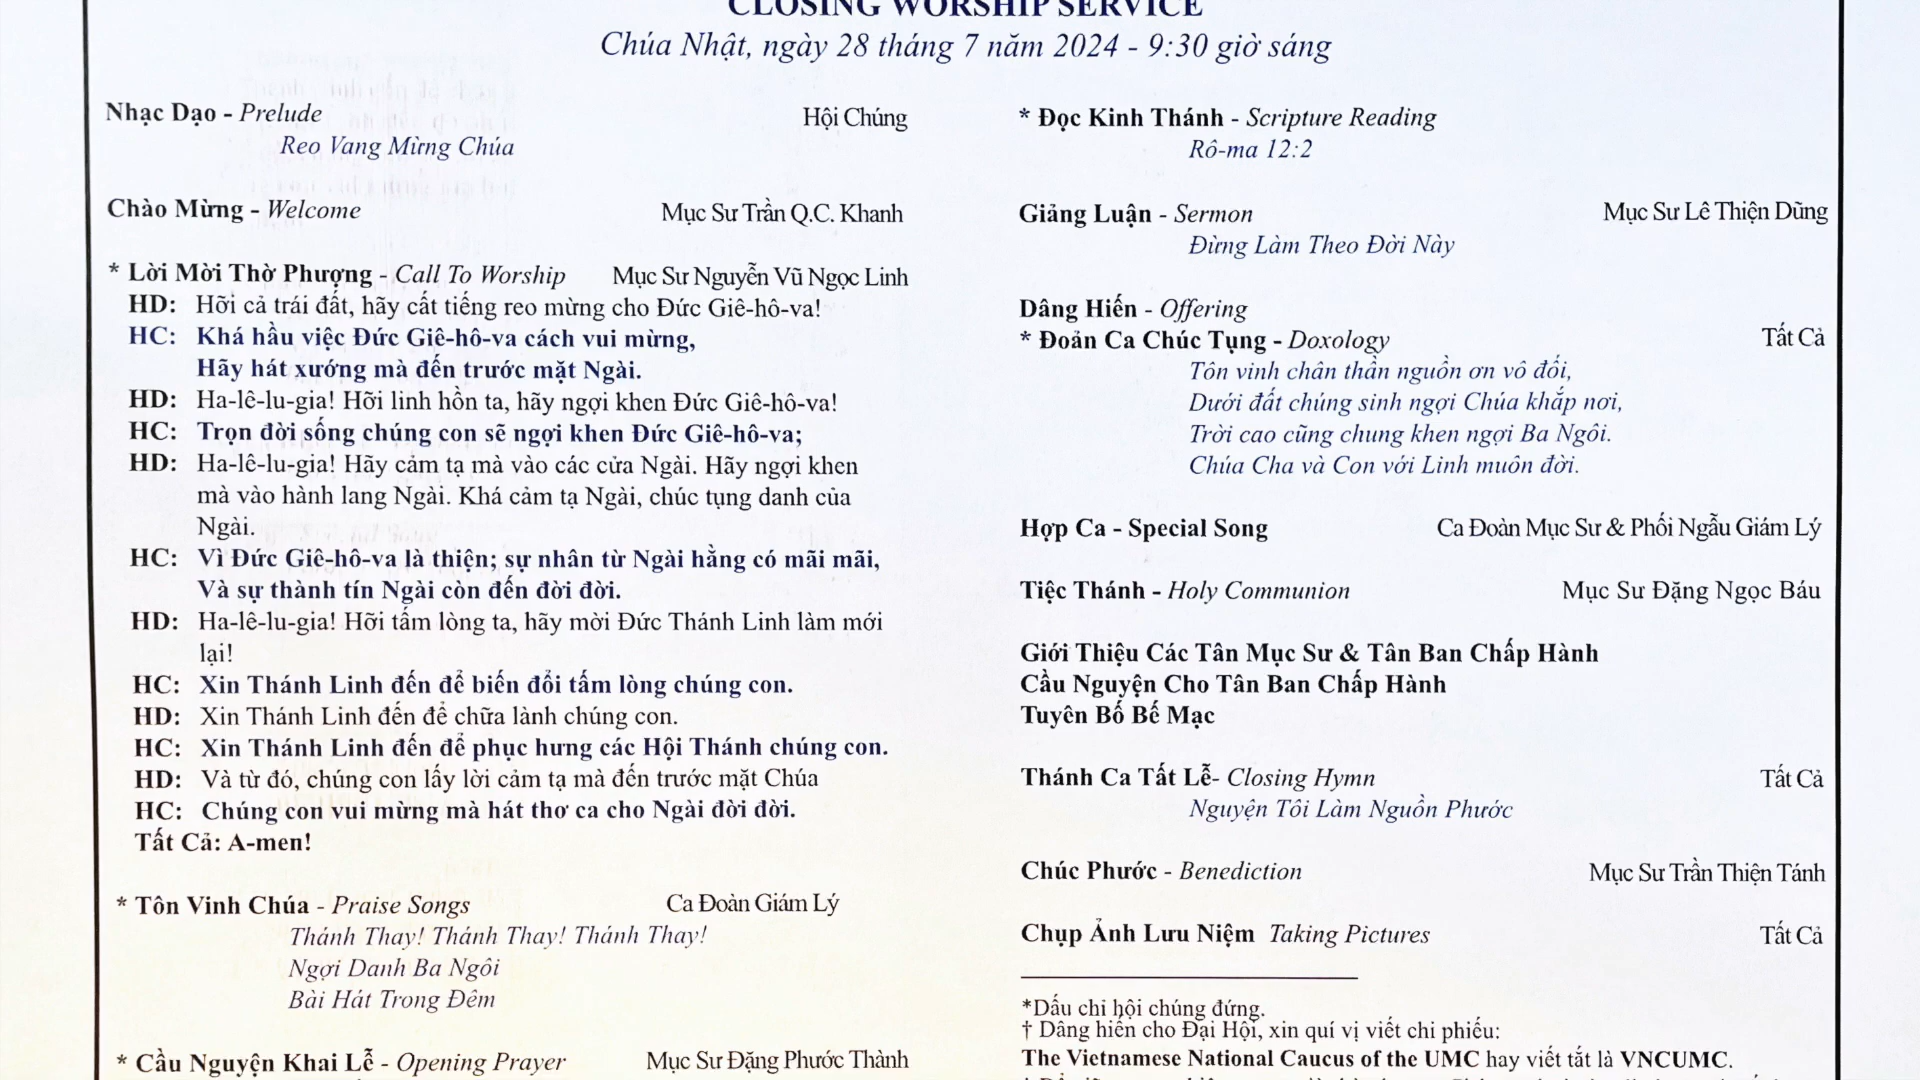 CLOSING WORSHIP SERVICE
Chúa Nhật, ngày 28 tháng 7 năm 2024 - 9:30 giờ sáng
Nhạc Dạo - Prelude Hội Chúng
Reo Vang Mừng Chúa
Chào Mừng - Welcome Mục Sư Trần Q.C. Khanh
* Lời Mời Thờ Phượng - Call To Worship Mục Sư Nguyễn Vũ Ngọc Linh
HD: Hỡi cả trái đất, hãy cất tiếng reo mừng cho Đức Giê-hô-va!
HC: Khá hầu việc Đức Giê-hô-va cách vui mừng,
Hãy hát xướng mà đến trước mặt Ngài.
HD: Ha-lê-lu-gia! Hỡi linh hồn ta, hãy ngợi khen Đức Giê-hô-va!
HC: Trọn đời sống chúng con sẽ ngợi khen Đức Giê-hô-va;
HD: Ha-lê-lu-gia! Hãy cảm tạ mà vào các cửa Ngài. Hãy ngợi khen
mà vào hành lang Ngài. Khá cảm tạ Ngài, chúc tụng danh của
Ngài.
HC: Vì Đức Giê-hô-va là thiện; sự nhân từ Ngài hằng có mãi mãi,
Và sự thành tín Ngài còn đến đời đời.
HD: Ha-lê-lu-gia! Hỡi tấm lòng ta, hãy mời Đức Thánh Linh làm mới
lại!
HC: Xin Thánh Linh đến để biến đổi tấm lòng chúng con.
HD: Xin Thánh Linh đến để chữa lành chúng con.
HC: Xin Thánh Linh đến để phục hưng các Hội Thánh chúng con.
HD: Và từ đó, chúng con lấy lời cảm tạ mà đến trước mặt Chúa
HC: Chúng con vui mừng mà hát thơ ca cho Ngài đời đời.
Tất Cả: A-men!
* Tôn Vinh Chúa - Praise Songs Ca Đoàn Giám Lý
Thánh Thay! Thánh Thay! Thánh Thay!
Ngợi Danh Ba Ngôi
Bài Hát Trong Đêm
* Cầu Nguyện Khai Lễ - Opening Prayer Mục Sư Đặng Phước Thành
* Đọc Kinh Thánh - Scripture Reading
Rô-ma 12:2
Giảng Luận - Sermon Mục Sư Lê Thiện Dũng
Đừng Làm Theo Đời Này
Dâng Hiến - Offering
* Đoản Ca Chúc Tụng - Doxology Tất Cả
Tôn vinh chân thần nguồn ơn vô đối,
Dưới đất chúng sinh ngợi Chúa khắp nơi,
Trời cao cũng chung khen ngợi Ba Ngôi.
Chúa Cha và Con với Linh muôn đời.
Hợp Ca - Special Song Ca Đoàn Mục Sư & Phối Ngẫu Giám Lý
Tiệc Thánh - Holy Communion Mục Sư Đặng Ngọc Báu
Giới Thiệu Các Tân Mục Sư & Tân Ban Chấp Hành
Cầu Nguyện Cho Tân Ban Chấp Hành
Tuyên Bố Bế Mạc
Thánh Ca Tất Lễ- Closing Hymn Tất Cả
Nguyện Tôi Làm Nguồn Phước
Chúc Phước - Benediction Mục Sư Trần Thiện Tánh
Chụp Ảnh Lưu Niệm Taking Pictures Tất Cả
*Dấu chỉ hội chúng đứng.
† Dâng hiến cho Đại Hội, xin quí vị viết chi phiếu:
The Vietnamese National Caucus of the UMC hay viết tắt là VNCUMC.